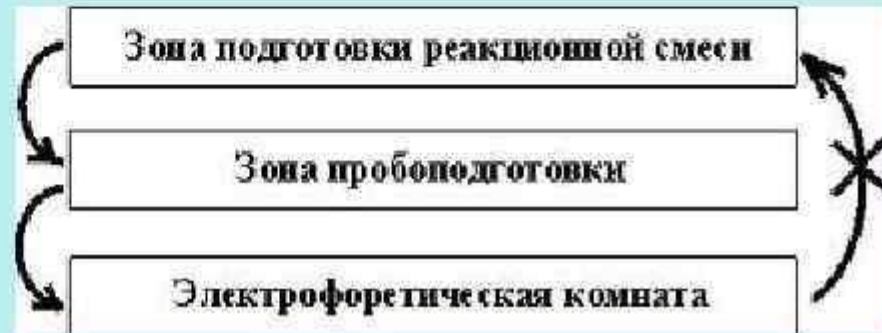 Зона подготовки реакционной смеси
Зона пробоподготовки
Электрофоретическая комната